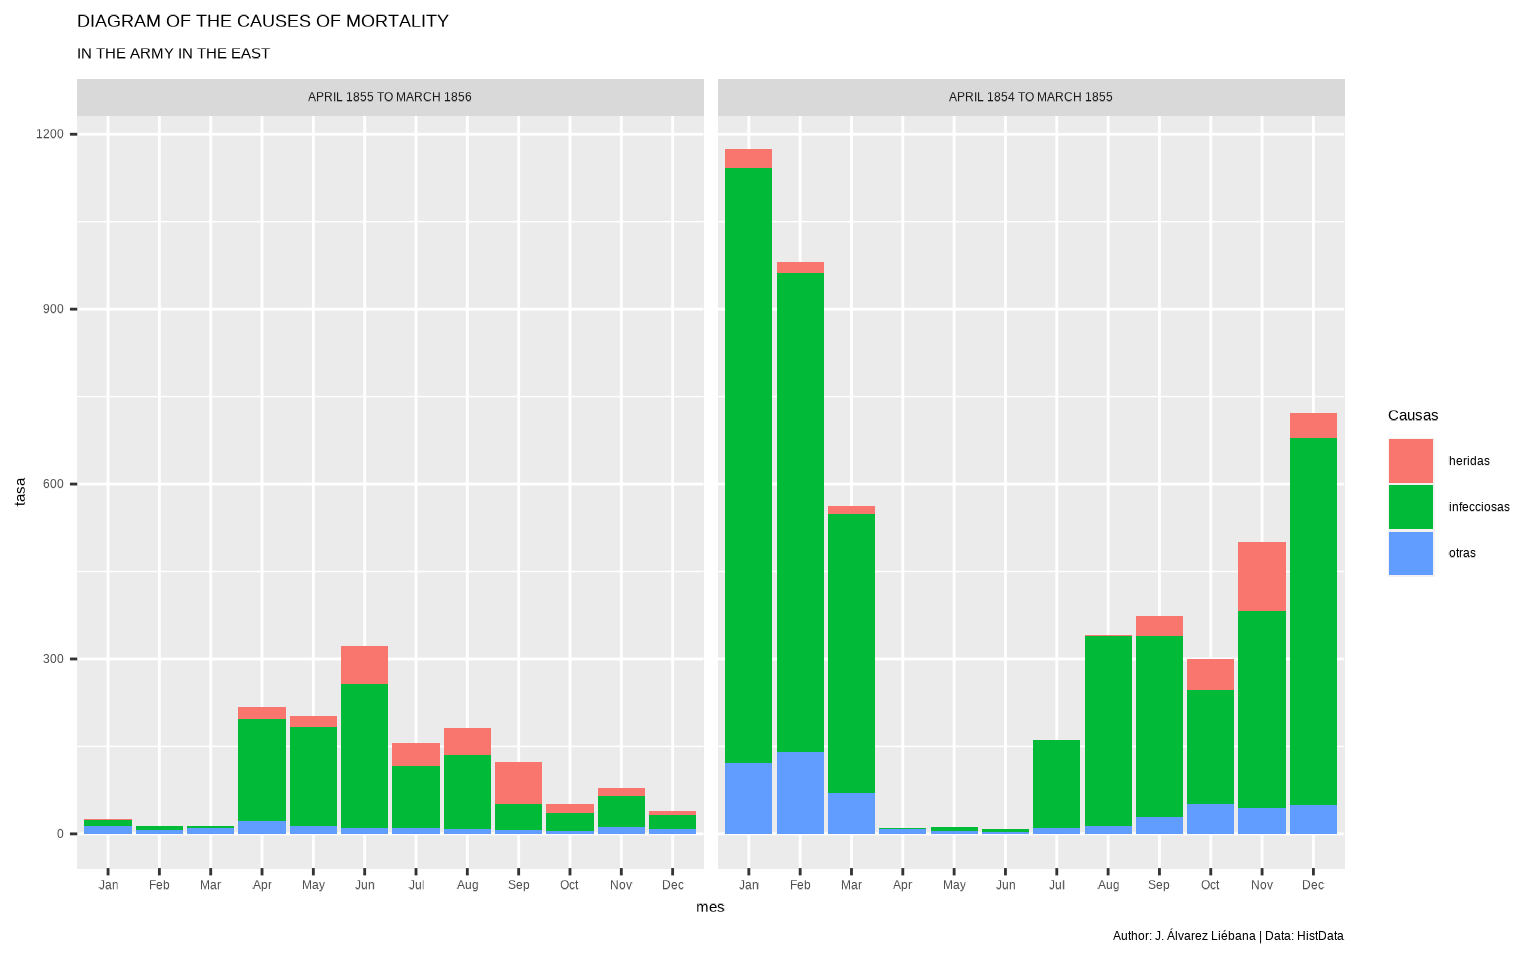 DIAGRAM OF THE CAUSES OF MORTALITY
IN THE ARMY IN THE EAST
APRIL 1855 TO MARCH 1856
APRIL 1854 TO MARCH 1855
1200
900
600
300
0
tasa
Jan Feb Mar Apr May Jun Jul Aug Sep Oct Nov Dec
Jan Feb Mar Apr May Jun Jul Aug Sep Oct Nov Dec
mes
Causas
heridas
infecciosas
otras
Author: J. Álvarez Liébana | Data: HistData